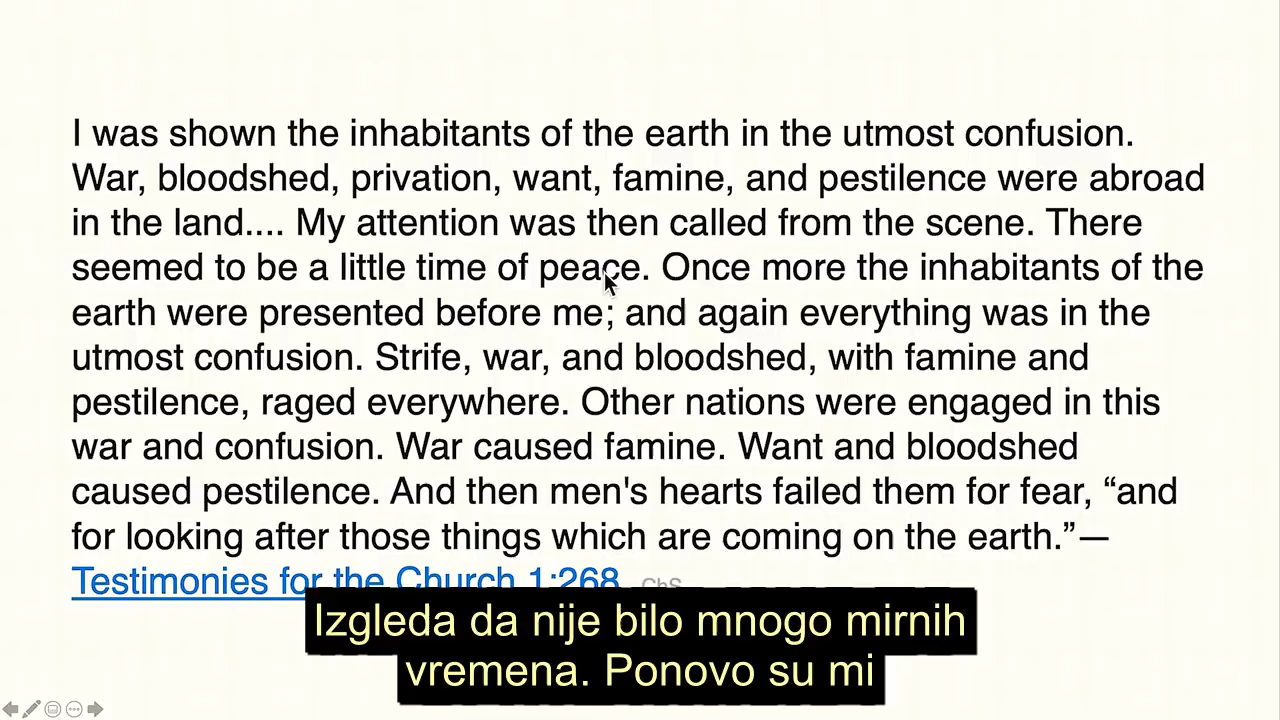 I was shown the inhabitants of the earth in the utmost confusion.
War, bloodshed, privation, want, famine, and pestilence were abroad
in the land.... My attention was then called from the scene. There
seemed to be a little time of peace. Once more the inhabitants of the
earth were presented before me; and again everything was in the
utmost confusion. Strife, war, and bloodshed, with famine and
pestilence, raged everywhere. Other nations were engaged in this
war and confusion. War caused famine. Want and bloodshed
caused pestilence. And then men's hearts failed them for fear, “and
for looking after those things which are coming on the earth.”—
Testimonies for the Church 1:268. ChS
Izgleda da nije bilo mnogo mirnih
vremena. Ponovo su mi